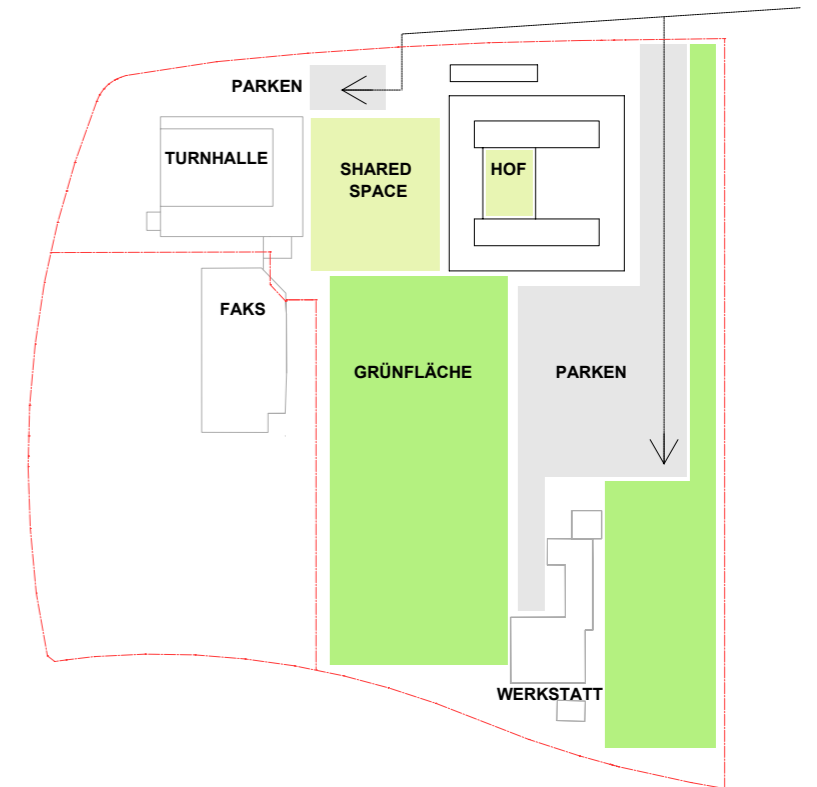 PARKEN
TURNHALLE
SHARED
SPACE
HOF
FAKS
GRÜNFLÄCHE
PARKEN
WERKSTATT